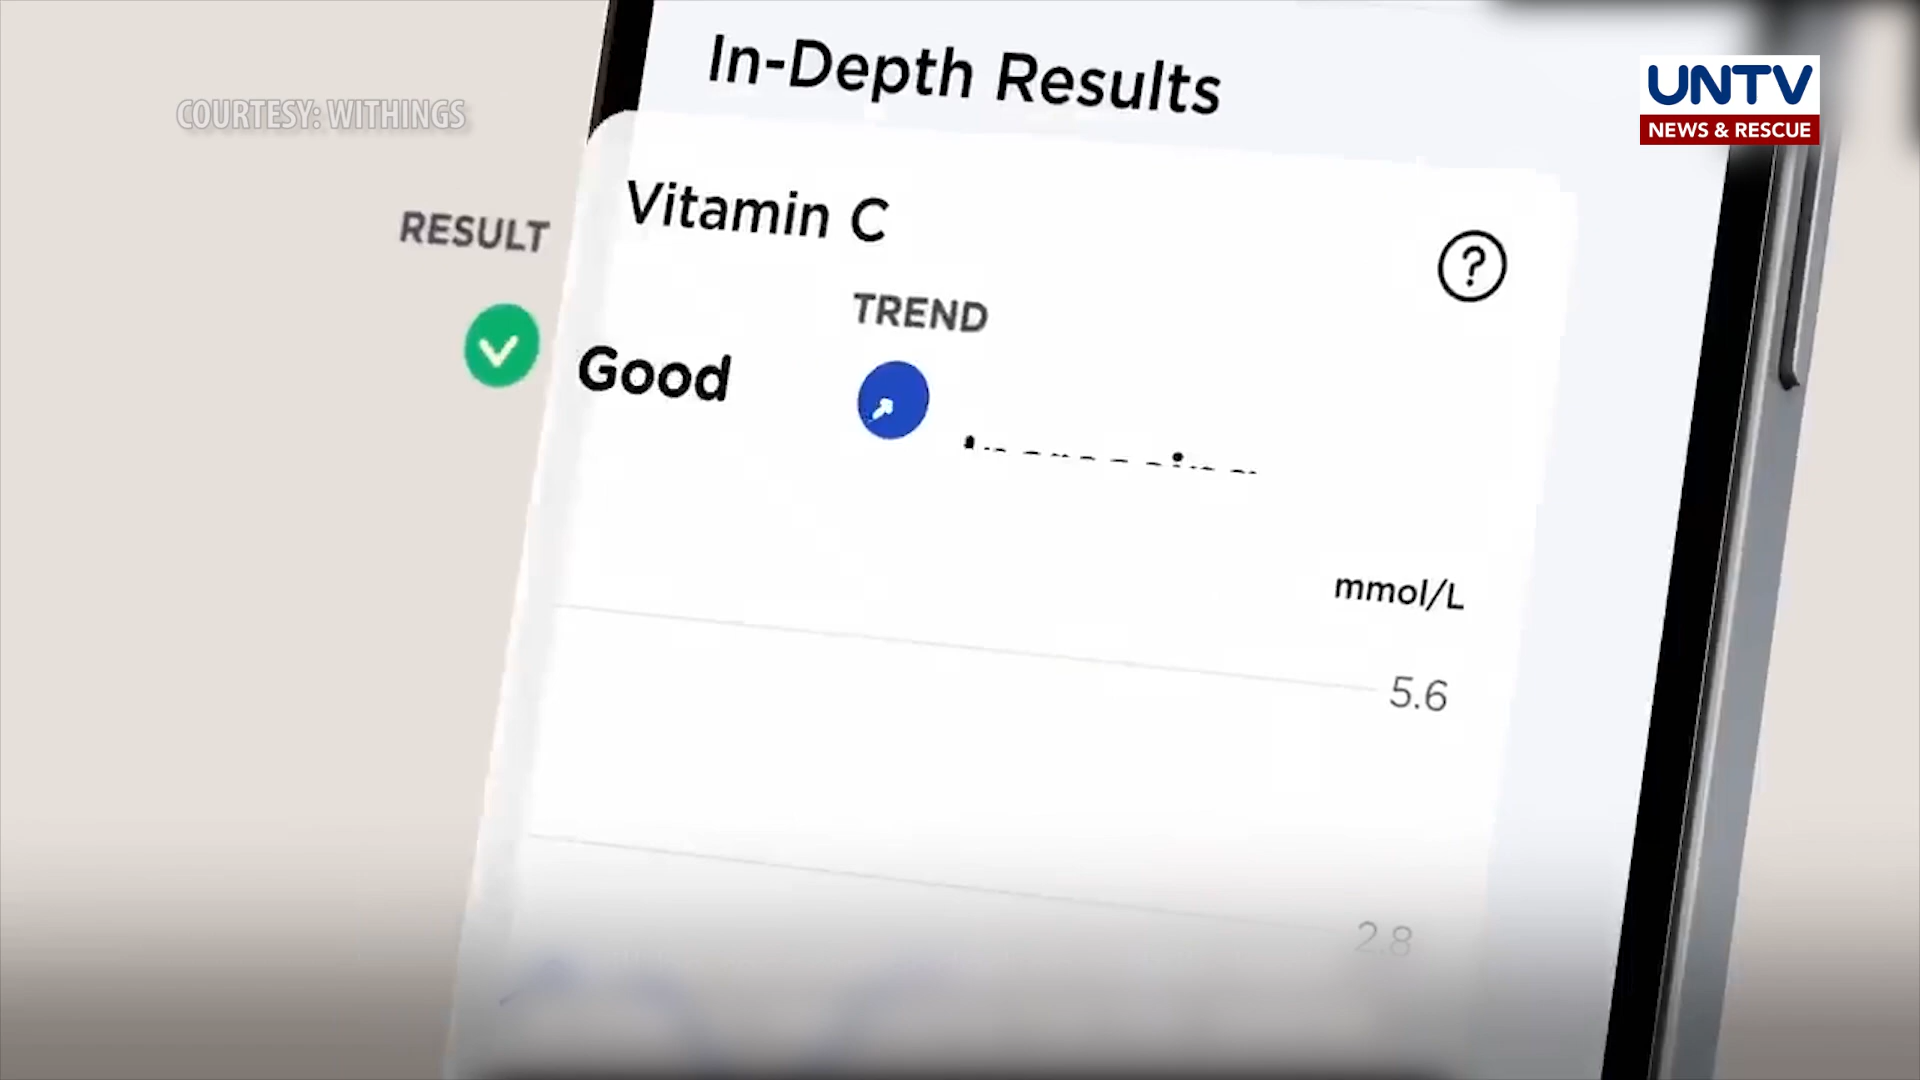 In-Depth Results
UNTV
NEWS & RESCUE
COURTESY: WITHINGS
Vitamin C
RESULT
TREND
Good
mmol/L
5.6
2.8